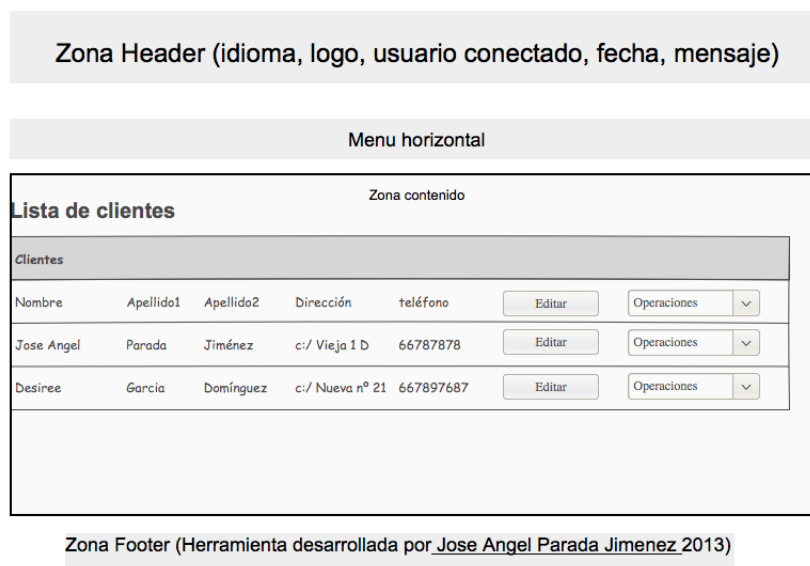 Zona Header (idioma, logo, usuario conectado, fecha, mensaje)
Menu horizontal
Zona contenido
Lista de clientes
Clientes
Nombre Apellido1 Apellido2 Dirección teléfono Editar Operaciones
Jose Angel Parada Jiménez c:/ Vieja 1 D 66787878 Editar Operaciones
Desiree Garcia Domínguez c:/ Nueva nº 21 667897687 Editar Operaciones
Zona Footer (Herramienta desarrollada por Jose Angel Parada Jimenez 2013)